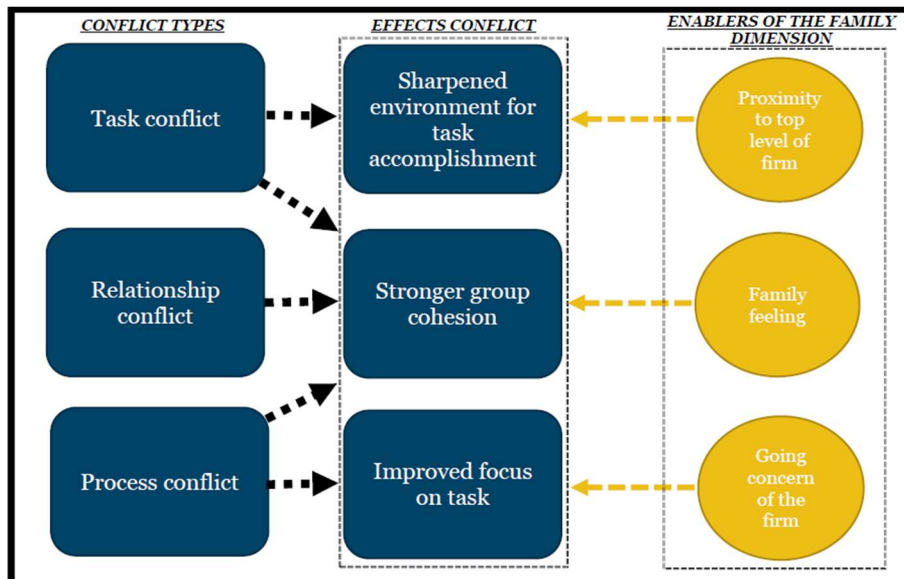 CONFLICT TYPES
EFFECTS CONFLICT
ENABLERS OF THE FAMILY
DIMENSION
Task conflict
Sharpened
environment for
task
accomplishment
Proximity
to top
level of
firm
Relationship
conflict
Stronger group
cohesion
Family
feeling
Process conflict
Improved focus
on task
Going
concern
of the
firm